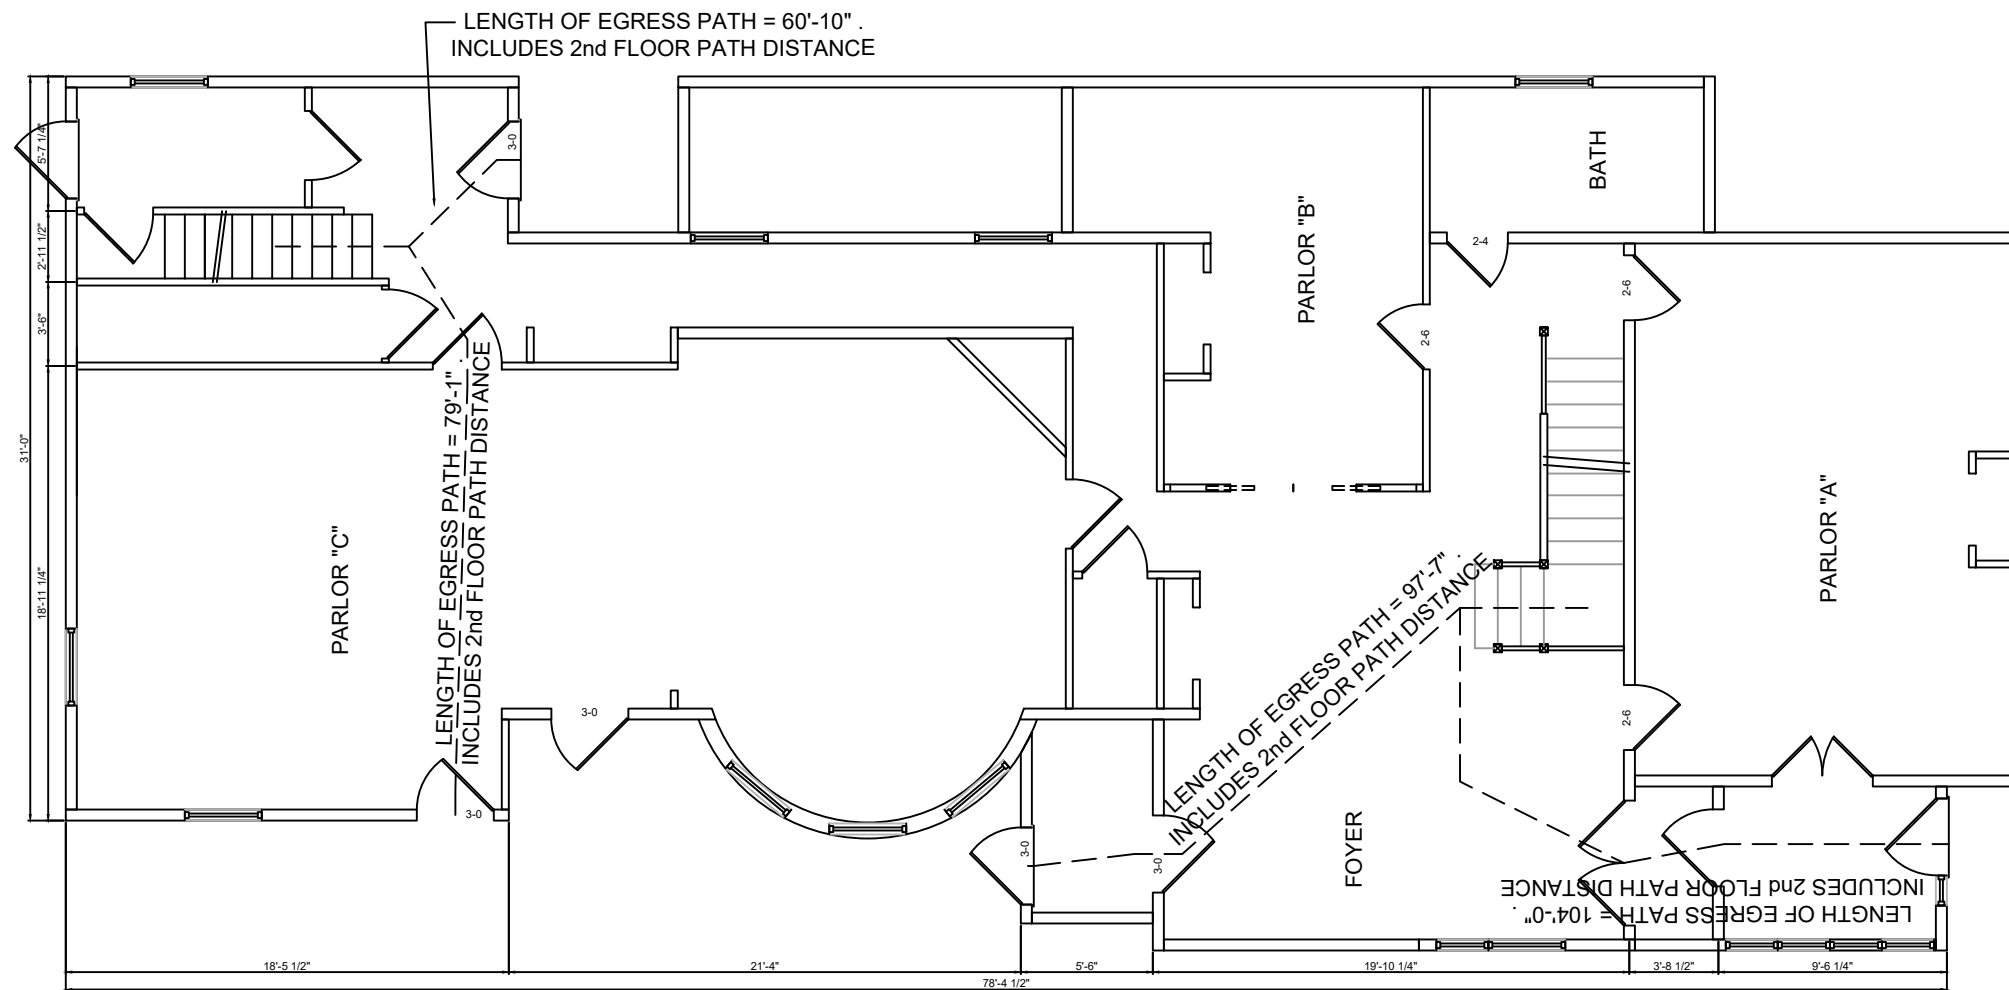 LENGTH OF EGRESS PATH = 60'-10" .
INCLUDES 2nd FLOOR PATH DISTANCE
5'-7 1/4"
2'-11 1/2"
3'-6"
31'-0"
18'-11 1/4"
3-0
BATH
2-4
2-6
PARLOR "B"
2-6
PARLOR "A"
PARLOR "C"
LENGTH OF EGRESS PATH = 79'-1" .
INCLUDES 2nd FLOOR PATH DISTANCE
3-0
3-0
LENGTH OF EGRESS PATH = 97'-7" .
INCLUDES 2nd FLOOR PATH DISTANCE
2-6
3-0
3-0
FOYER
LENGTH OF EGRESS PATH = 104'-0" .
INCLUDES 2nd FLOOR PATH DISTANCE
18'-5 1/2"
21'-4"
5'-6"
19'-10 1/4"
3'-8 1/2"
9'-6 1/4"
78'-4 1/2"